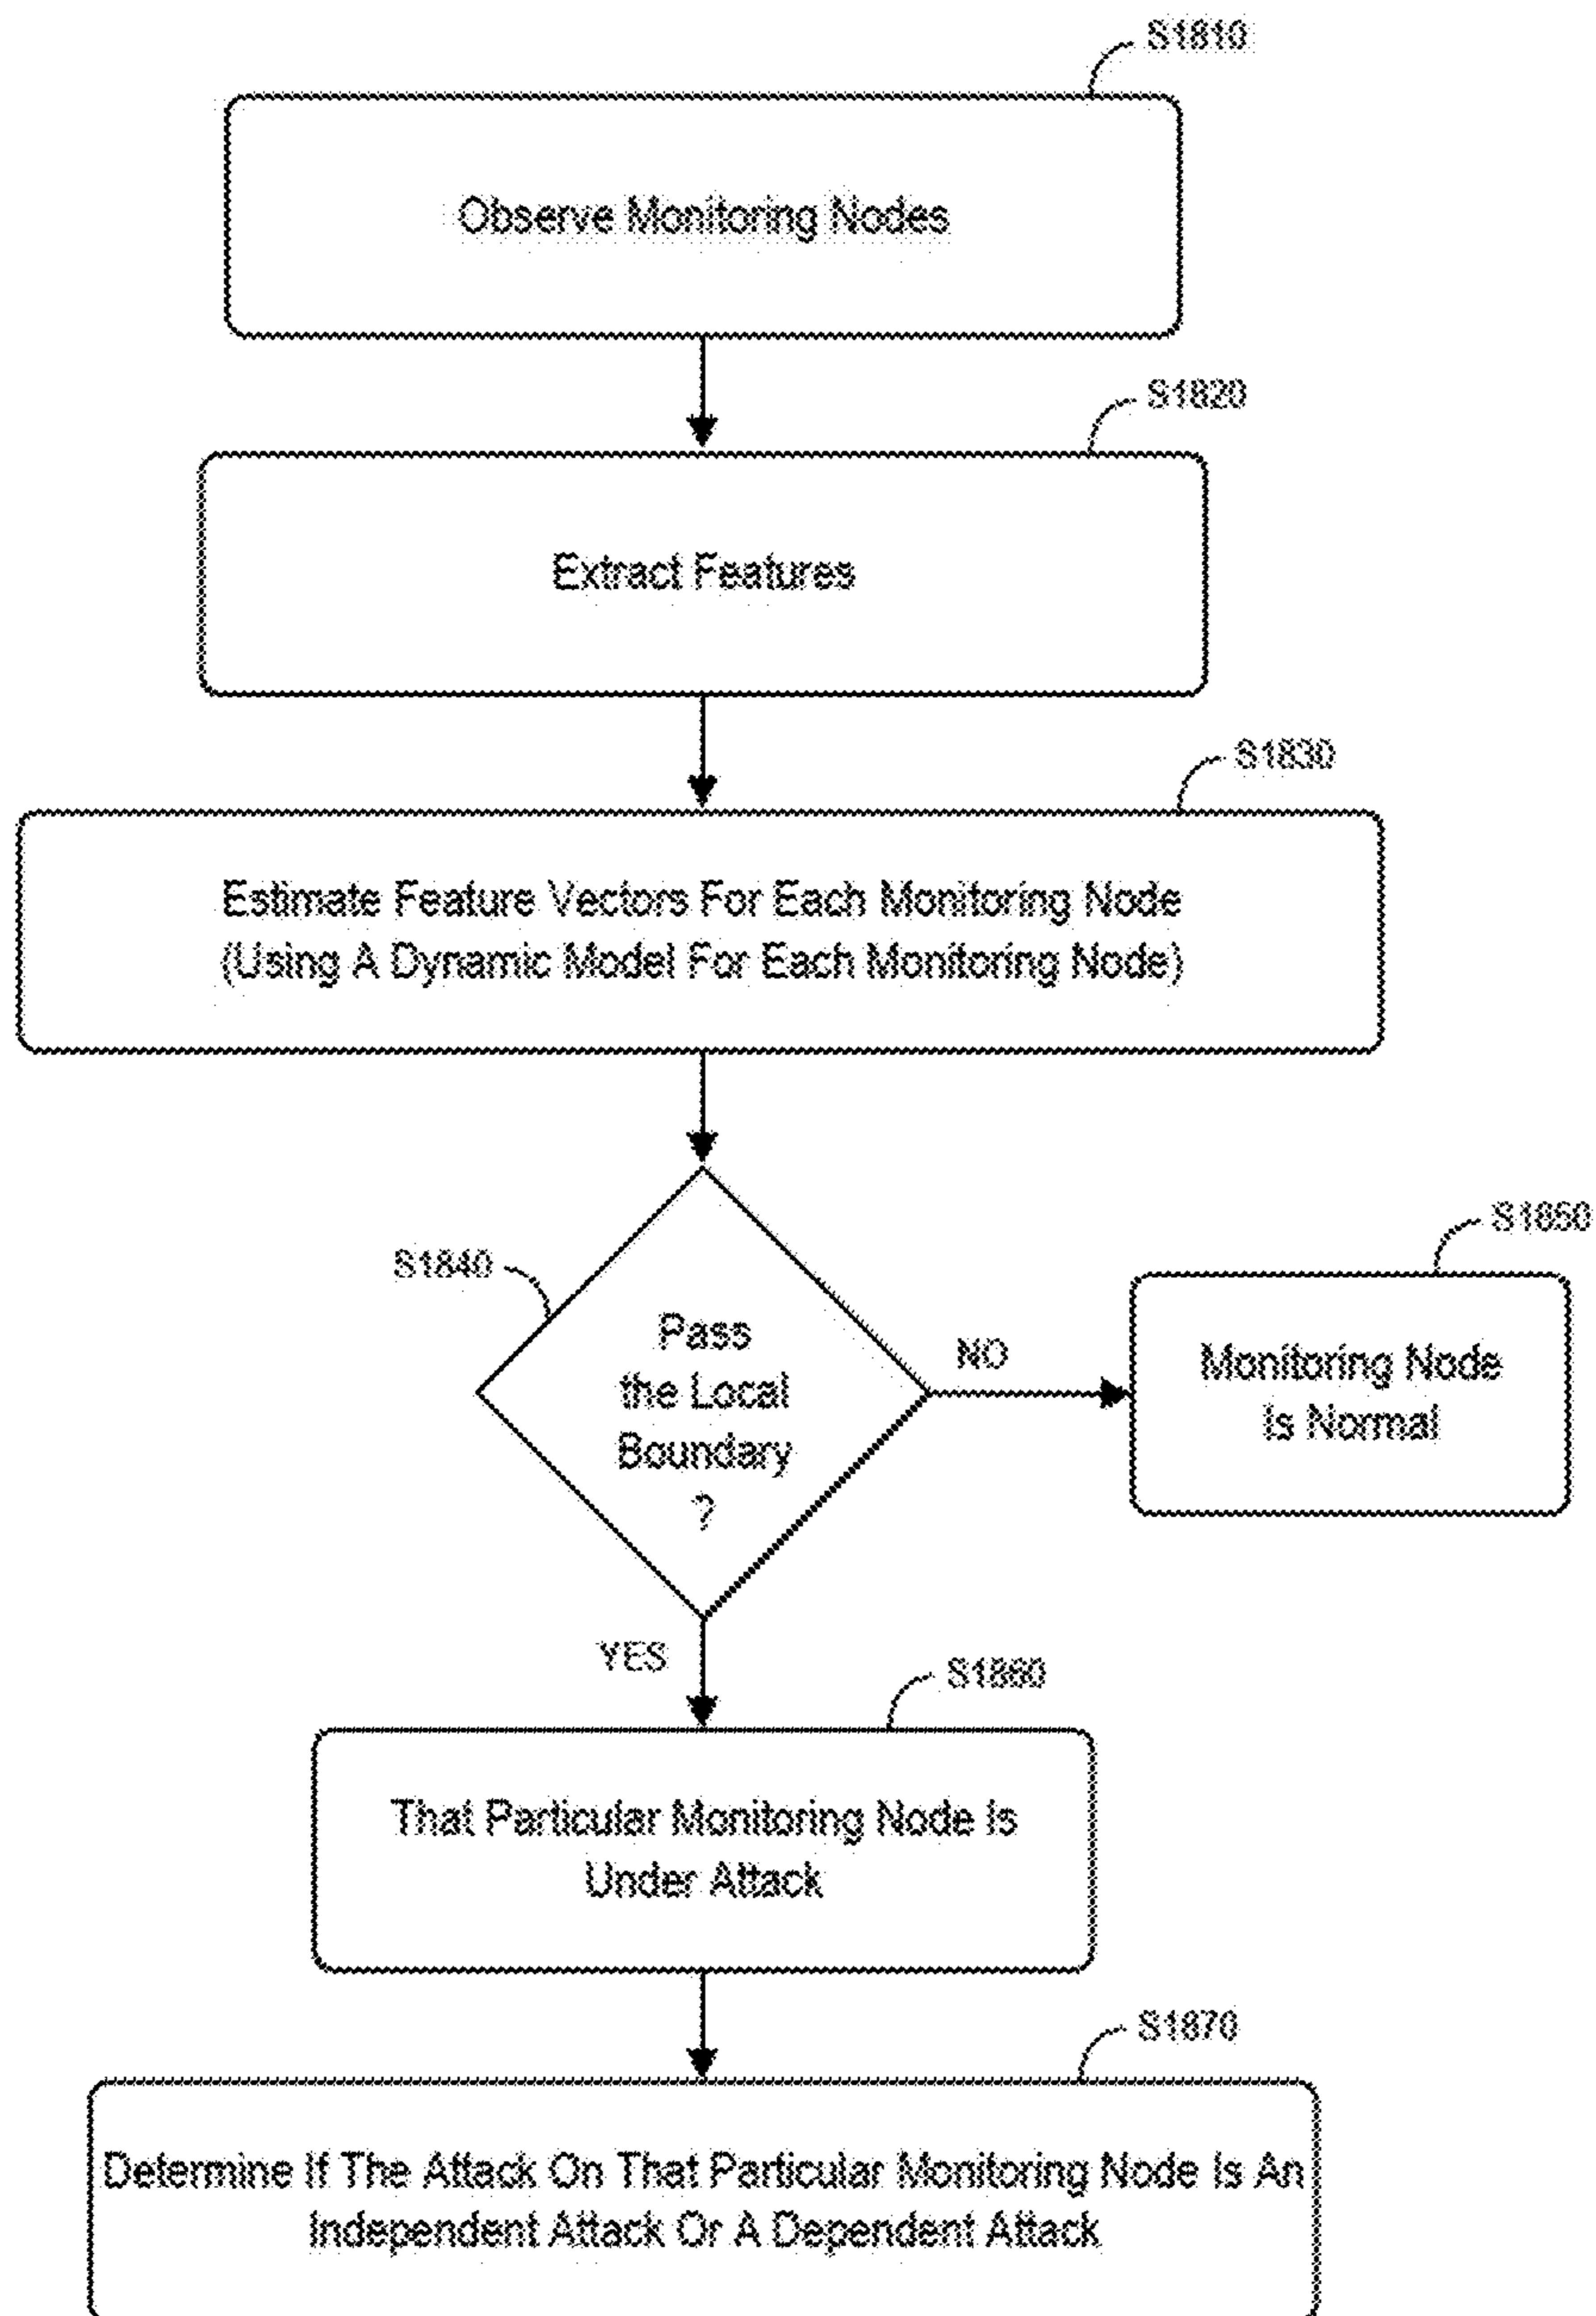 S1810
Observe Monitoring Nodes
S1820
Extract Features
S1830
Estimate Feature Vectors For Each Monitoring Node
(Using A Dynamic Model For Each Monitoring Node)
S1840
Pass
the Local
Boundary
?
NO
S1850
Monitoring Node
Is Normal
YES
S1860
That Particular Monitoring Node Is
Under Attack
S1870
Determine If The Attack On That Particular Monitoring Node Is An
Independent Attack Or A Dependent Attack